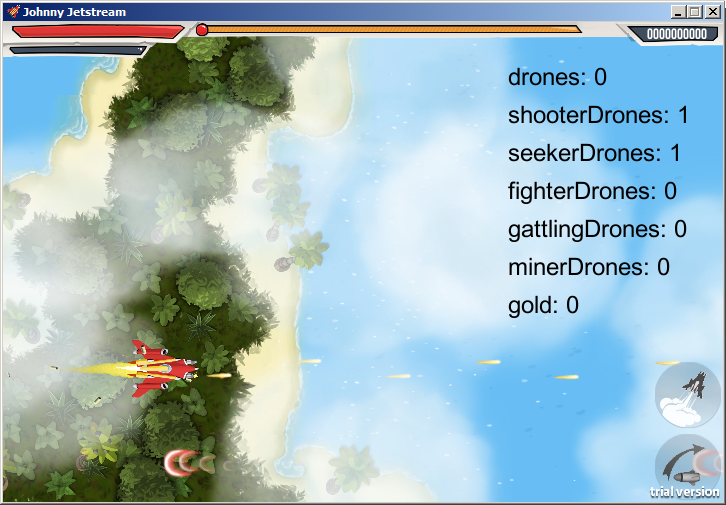 Johnny Jetstream
0000000000
drones: 0
shooterDrones: 1
seekerDrones: 1
fighterDrones: 0
gattlingDrones: 0
minerDrones: 0
gold: 0
trial version